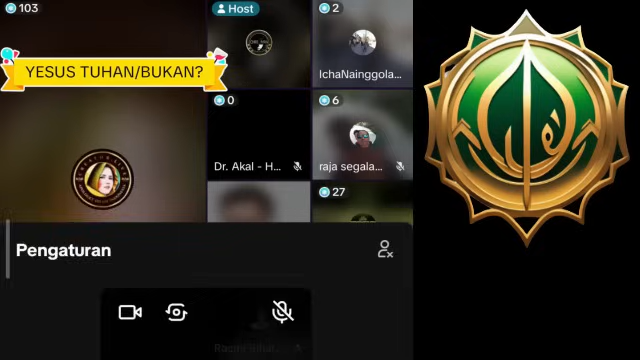 103
Host
2
YESUS TUHAN/BUKAN?
IchaNainggola...
0
6
Dr. Akal - H...
raja segala...
27
Pengaturan